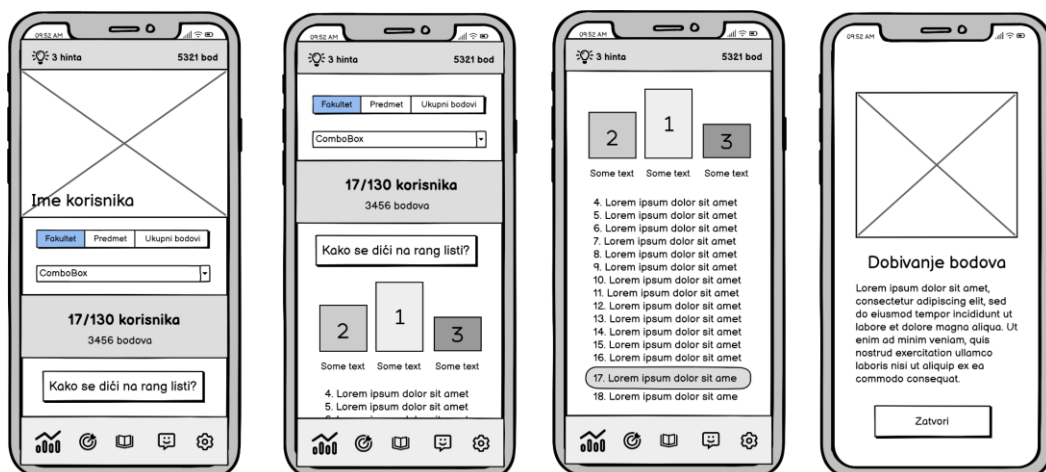 09:52 AM
3 hinta 5321 bod
Ime korisnika
Fakultet Predmet Ukupni bodovi
ComboBox
17/130 korisnika
3456 bodova
Kako se dići na rang listi?
09:52 AM
3 hinta 5321 bod
Fakultet Predmet Ukupni bodovi
ComboBox
17/130 korisnika
3456 bodova
Kako se dići na rang listi?
2 1 3
Some text Some text Some text
4. Lorem ipsum dolor sit amet
5. Lorem ipsum dolor sit amet
09:52 AM
3 hinta 5321 bod
2 1 3
Some text Some text Some text
4. Lorem ipsum dolor sit amet
5. Lorem ipsum dolor sit amet
6. Lorem ipsum dolor sit amet
7. Lorem ipsum dolor sit amet
8. Lorem ipsum dolor sit amet
9. Lorem ipsum dolor sit amet
10. Lorem ipsum dolor sit amet
11. Lorem ipsum dolor sit amet
12. Lorem ipsum dolor sit amet
13. Lorem ipsum dolor sit amet
14. Lorem ipsum dolor sit amet
15. Lorem ipsum dolor sit amet
16. Lorem ipsum dolor sit amet
17. Lorem ipsum dolor sit ame
18. Lorem ipsum dolor sit ame
09:52 AM
Dobivanje bodova
Lorem ipsum dolor sit amet,
consectetur adipiscing elit, sed
do eiusmod tempor incididunt ut
labore et dolore magna aliqua. Ut
enim ad minim veniam, quis
nostrud exercitation ullamco
laboris nisi ut aliquip ex ea
commodo consequat.
Zatvori